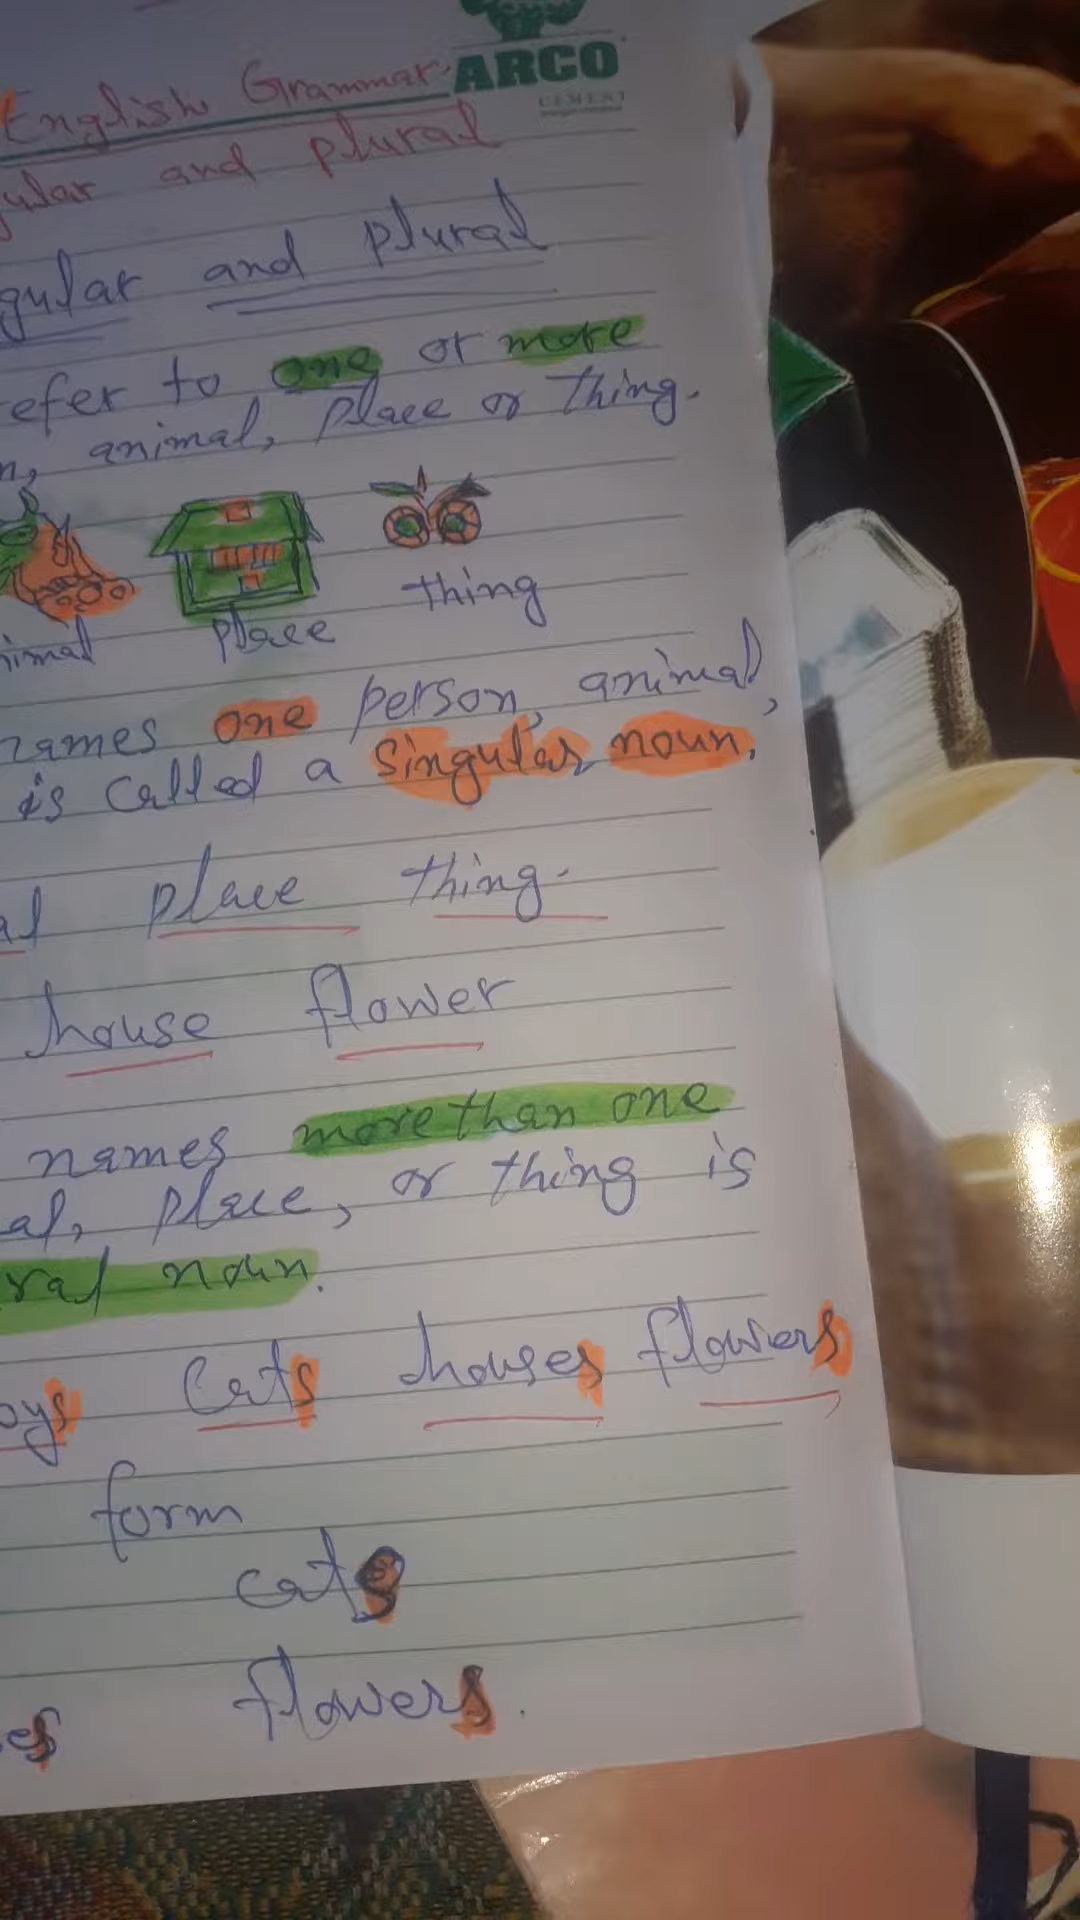 English Grammar ARCO
CEMENT
gular and plural
gular and plural
efer to one or more
n, animal, place or thing.
nimal place thing
names one person, animal,
is called a singular noun.
al place thing.
house flower
names more than one
al, place, or thing is
ral noun.
oys Cats houses flowers
form
cats
es flowers.